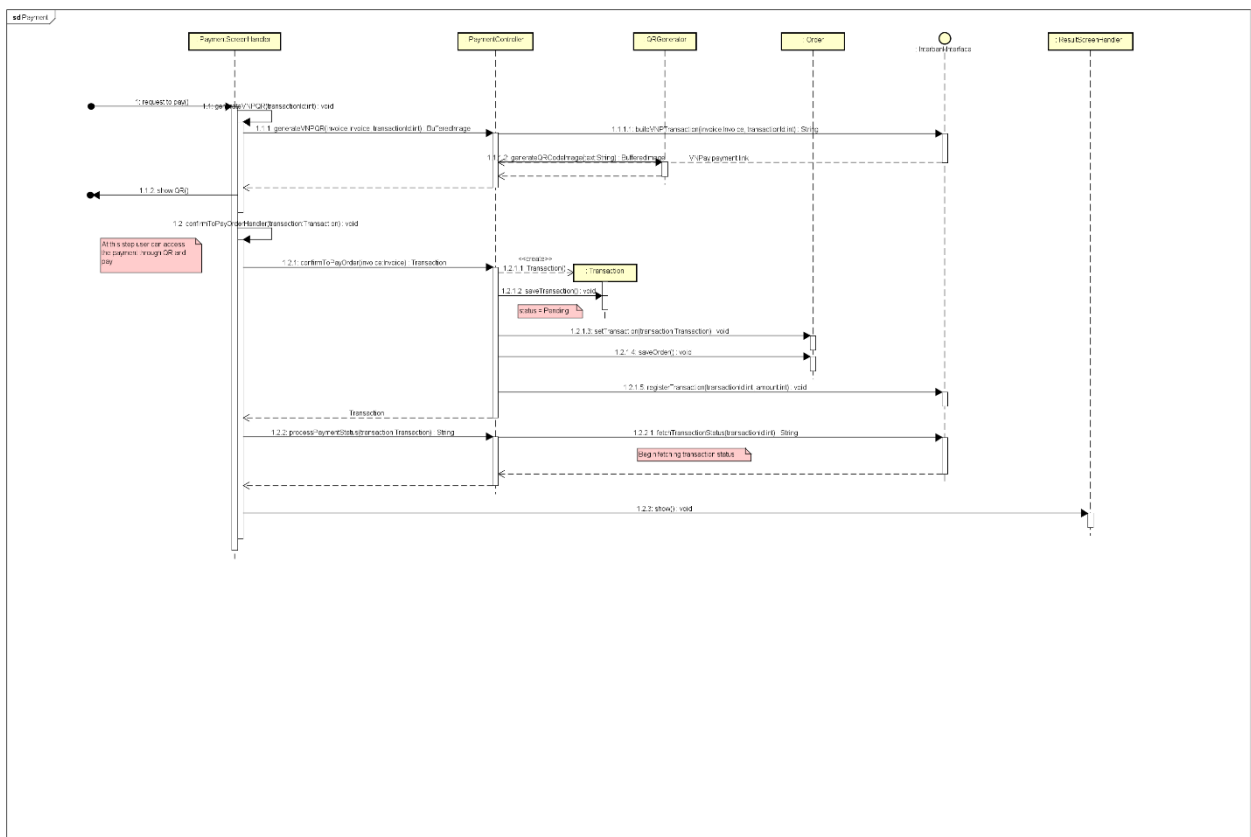 sd Payment
PaymentScreenHandler
PaymentController
QRGenerator
Order
: InterbankInterface
: ResultScreenHandler
1: request to pay()
1.1: generateVNPQR(transactionId:int) : void
1.1.1: generateVNPQR(invoice:Invoice, transactionId:int) : BufferedImage
1.1.1.1: buildVNPTransaction(invoice:Invoice, transactionId:int) : String
1.1.1.2: generateQRCodeImage(text:String) : BufferedImage
VNPay payment link
1.1.2: show QR()
1.2: confirmToPayOrderHandler(transaction:Transaction) : void
At this step user can access
the payment through QR and
pay
1.2.1: confirmToPayOrder(invoice:Invoice) : Transaction
<<create>>
1.2.1.1: Transaction()
: Transaction
1.2.1.2: saveTransaction() : void
status = Pending
1.2.1.3: setTransaction(transaction:Transaction) : void
1.2.1.4: saveOrder() : void
1.2.1.5: registerTransaction(transactionId:int, amount:int) : void
Transaction
1.2.2: processPaymentStatus(transaction:Transaction) : String
1.2.2.1: fetchTransactionStatus(transactionId:int) : String
Begin fetching transaction status
1.2.3: show() : void